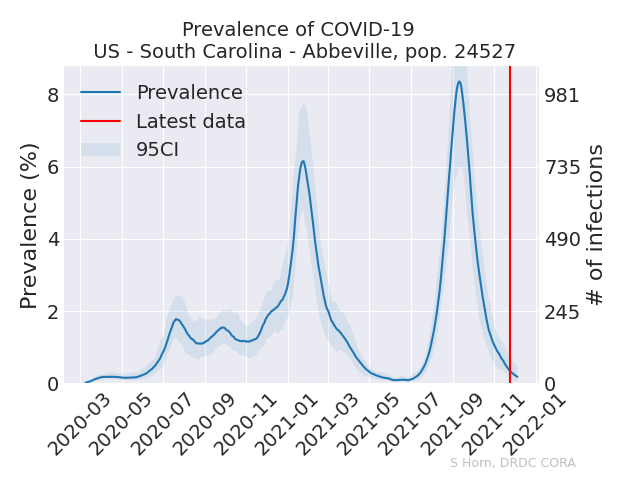 Prevalence of COVID-19
US - South Carolina - Abbeville, pop. 24527
Prevalence
Latest data
95CI
Prevalence (%)
8
6
4
2
0
981
735
490
245
0
# of infections
2020-03
2020-05
2020-07
2020-09
2020-11
2021-01
2021-03
2021-05
2021-07
2021-09
2021-11
2022-01
S Horn, DRDC CORA